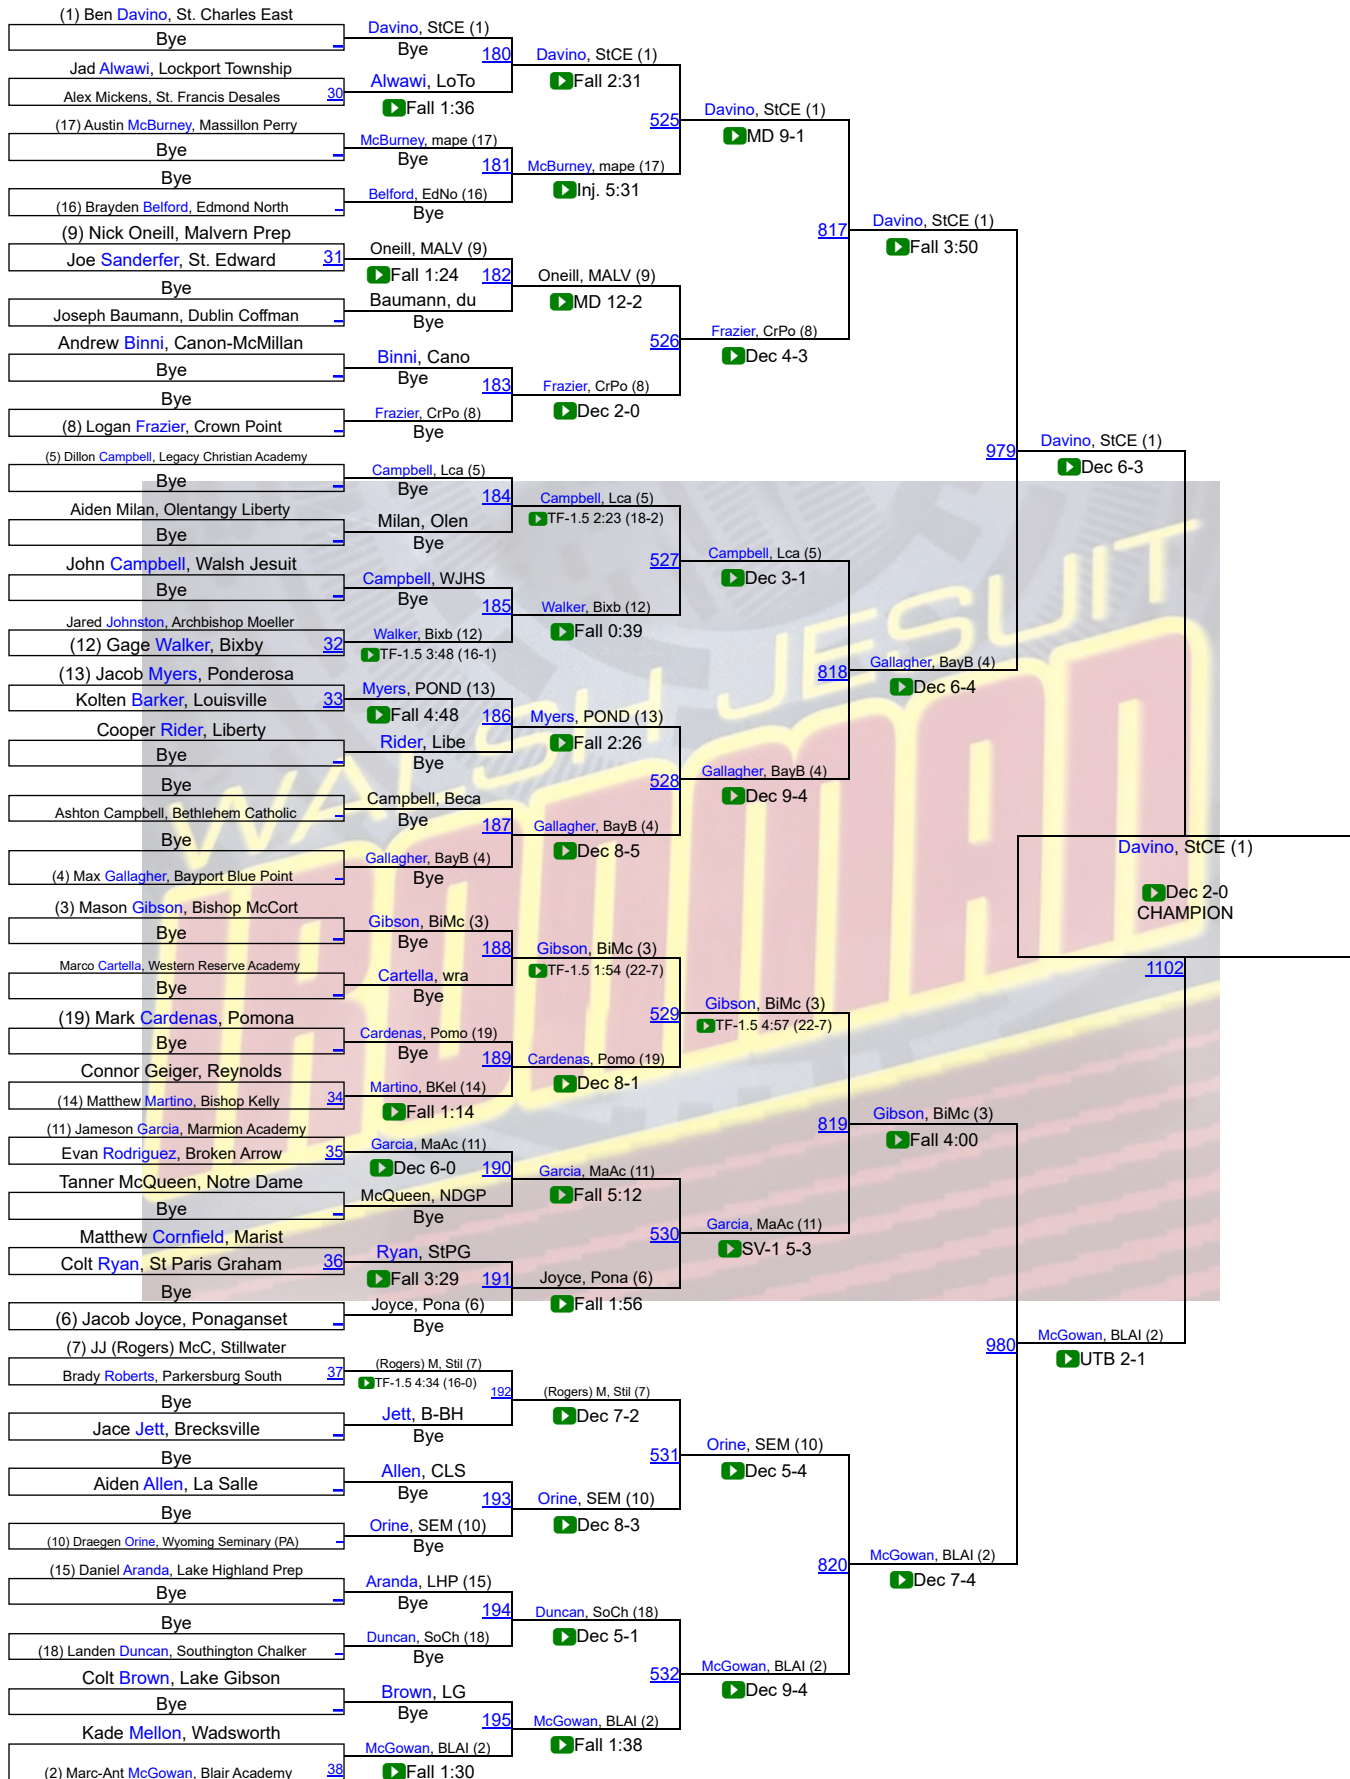 (1) Ben Davino, St. Charles East
Bye
Jad Alwawi, Lockport Township
Alex Mickens, St. Francis Desales
30
(17) Austin McBurney, Massillon Perry
Bye
Bye
(16) Brayden Belford, Edmond North
(9) Nick Oneill, Malvern Prep
Joe Sanderfer, St. Edward
31
Bye
Joseph Baumann, Dublin Coffman
Andrew Binni, Canon-McMillan
Bye
Bye
(8) Logan Frazier, Crown Point
(5) Dillon Campbell, Legacy Christian Academy
Bye
Aiden Milan, Olentangy Liberty
Bye
John Campbell, Walsh Jesuit
Bye
Jared Johnston, Archbishop Moeller
(12) Gage Walker, Bixby
32
(13) Jacob Myers, Ponderosa
Kolten Barker, Louisville
33
Cooper Rider, Liberty
Bye
Bye
Ashton Campbell, Bethlehem Catholic
Bye
(4) Max Gallagher, Bayport Blue Point
(3) Mason Gibson, Bishop McCort
Bye
Marco Cartella, Western Reserve Academy
Bye
(19) Mark Cardenas, Pomona
Bye
Connor Geiger, Reynolds
(14) Matthew Martino, Bishop Kelly
34
(11) Jameson Garcia, Marmion Academy
Evan Rodriguez, Broken Arrow
35
Tanner McQueen, Notre Dame
Bye
Matthew Cornfield, Marist
Colt Ryan, St Paris Graham
36
Bye
(6) Jacob Joyce, Ponaganset
(7) JJ (Rogers) McC, Stillwater
Brady Roberts, Parkersburg South
37
Bye
Jace Jett, Brecksville
Bye
Aiden Allen, La Salle
Bye
(10) Draegen Orine, Wyoming Seminary (PA)
(15) Daniel Aranda, Lake Highland Prep
Bye
Bye
(18) Landen Duncan, Southington Chalker
Colt Brown, Lake Gibson
Bye
Kade Mellon, Wadsworth
(2) Marc-Ant McGowan, Blair Academy
38
Davino, StCE (1)
Bye
180
Alwawi, LoTo
Fall 1:36
McBurney, mape (17)
Bye
181
Belford, EdNo (16)
Bye
Oneill, MALV (9)
Fall 1:24
182
Baumann, du
Bye
Binni, Cano
Bye
183
Frazier, CrPo (8)
Bye
Campbell, Lca (5)
Bye
184
Milan, Olen
Bye
Campbell, WJHS
Bye
185
Walker, Bixb (12)
TF-1.5 3:48 (16-1)
Myers, POND (13)
Fall 4:48
186
Rider, Libe
Bye
Campbell, Beca
Bye
187
Gallagher, BayB (4)
Bye
Gibson, BiMc (3)
Bye
188
Cartella, wra
Bye
Cardenas, Pomo (19)
Bye
189
Martino, BKel (14)
Fall 1:14
Garcia, MaAc (11)
Dec 6-0
190
McQueen, NDGP
Bye
Ryan, StPG
Fall 3:29
191
Joyce, Pona (6)
Bye
(Rogers) M, Stil (7)
TF-1.5 4:34 (16-0)
192
Jett, B-BH
Bye
Allen, CLS
Bye
193
Orine, SEM (10)
Bye
Aranda, LHP (15)
Bye
194
Duncan, SoCh (18)
Bye
Brown, LG
Bye
195
McGowan, BLAI (2)
Fall 1:30
Davino, StCE (1)
Fall 2:31
525
McBurney, mape (17)
Inj. 5:31
Oneill, MALV (9)
MD 12-2
526
Frazier, CrPo (8)
Dec 2-0
Campbell, Lca (5)
TF-1.5 2:23 (18-2)
527
Walker, Bixb (12)
Fall 0:39
Myers, POND (13)
Fall 2:26
528
Gallagher, BayB (4)
Dec 8-5
Gibson, BiMc (3)
TF-1.5 1:54 (22-7)
529
Cardenas, Pomo (19)
Dec 8-1
Garcia, MaAc (11)
Fall 5:12
530
Joyce, Pona (6)
Fall 1:56
(Rogers) M, Stil (7)
Dec 7-2
531
Orine, SEM (10)
Dec 8-3
Duncan, SoCh (18)
Dec 5-1
532
McGowan, BLAI (2)
Fall 1:38
Davino, StCE (1)
MD 9-1
817
Frazier, CrPo (8)
Dec 4-3
Campbell, Lca (5)
Dec 3-1
818
Gallagher, BayB (4)
Dec 9-4
Gibson, BiMc (3)
TF-1.5 4:57 (22-7)
819
Garcia, MaAc (11)
SV-1 5-3
Orine, SEM (10)
Dec 5-4
820
McGowan, BLAI (2)
Dec 9-4
Davino, StCE (1)
Fall 3:50
979
Gallagher, BayB (4)
Dec 6-4
Gibson, BiMc (3)
Fall 4:00
980
McGowan, BLAI (2)
Dec 7-4
Davino, StCE (1)
Dec 6-3
McGowan, BLAI (2)
UTB 2-1
Davino, StCE (1)
Dec 2-0
CHAMPION
1102
WALSH JESUIT
IRONMAN